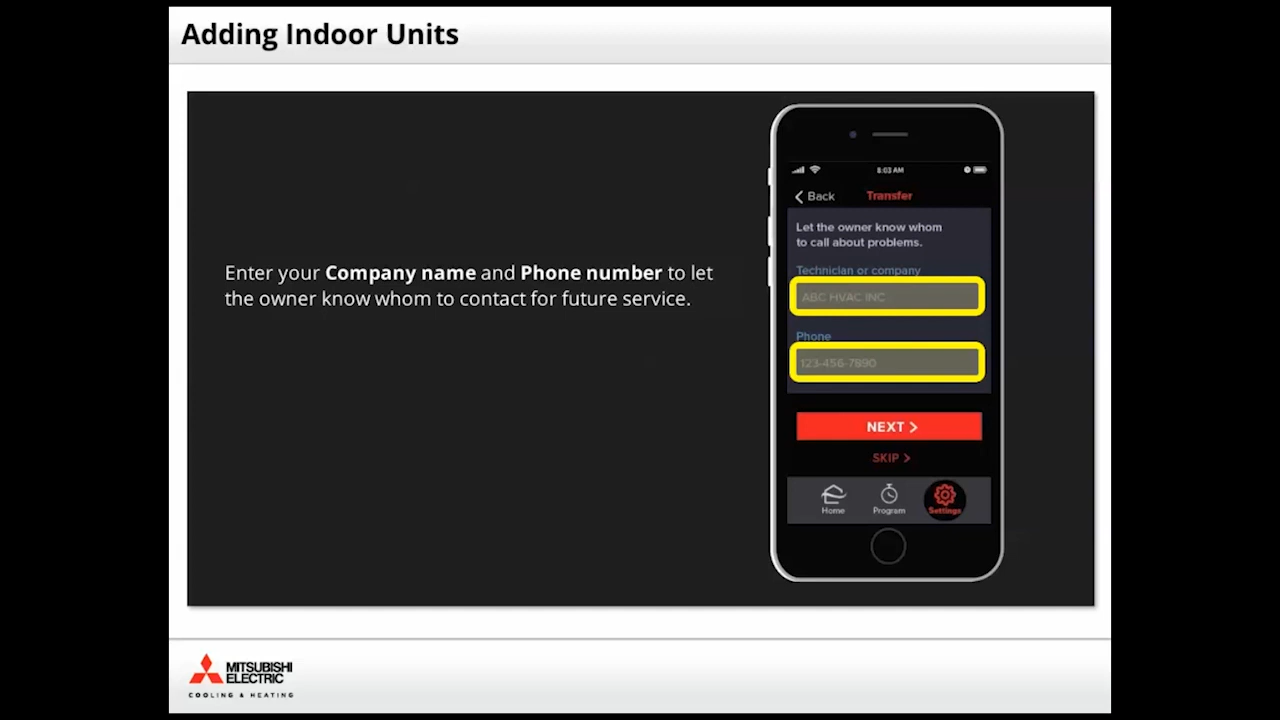 Adding Indoor Units
Enter your Company name and Phone number to let
the owner know whom to contact for future service.
8:03 AM
Back
Transfer
Let the owner know whom
to call about problems.
Technician or company
ABC HVAC INC
Phone
123-456-7890
NEXT >
SKIP >
Home
Program
Settings
MITSUBISHI
ELECTRIC
COOLING & HEATING